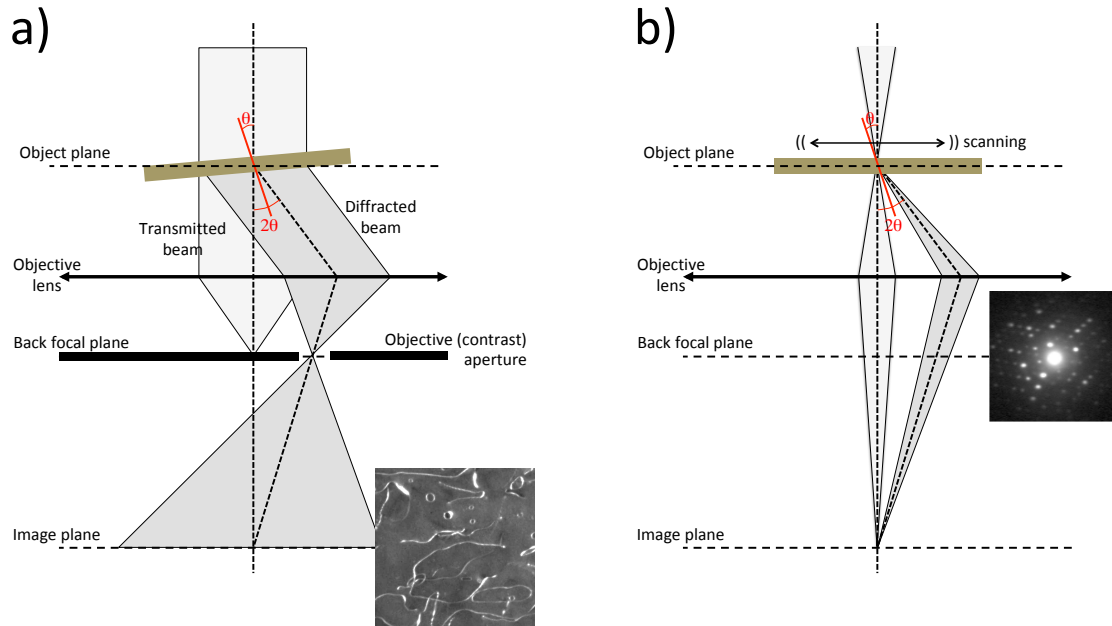 a)
θ
Object plane
2θ
Transmitted
beam
Diffracted
beam
Objective
lens
Back focal plane
Objective (contrast)
aperture
Image plane
b)
θ
(( )) scanning
Object plane
2θ
Objective
lens
Back focal plane
Image plane